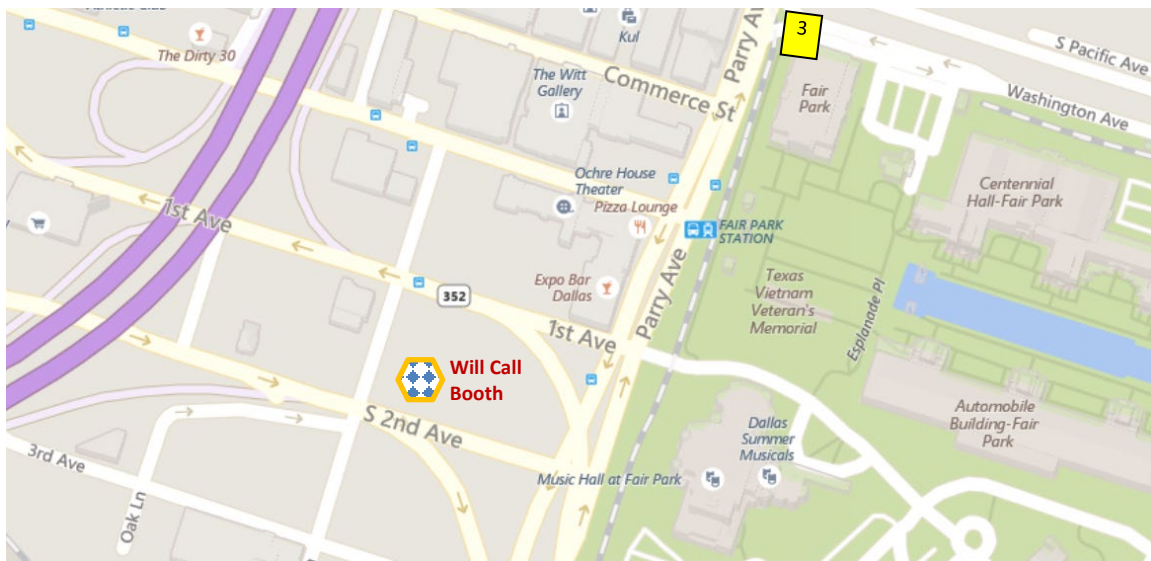 3
S Pacific Ave
Washington Ave
Parry Ave
Kul
The Dirty 30
The Witt
Gallery
Commerce St
Fair
Park
Ochre House
Theater
Pizza Lounge
Centennial
Hall-Fair Park
1st Ave
FAIR PARK
STATION
Expo Bar
Dallas
352
Parry Ave
Texas
Vietnam
Veteran's
Memorial
Esplanade Pl
1st Ave
Will Call
Booth
S 2nd Ave
Automobile
Building-Fair
Park
Dallas
Summer
Musicals
Music Hall at Fair Park
3rd Ave
Oak Ln